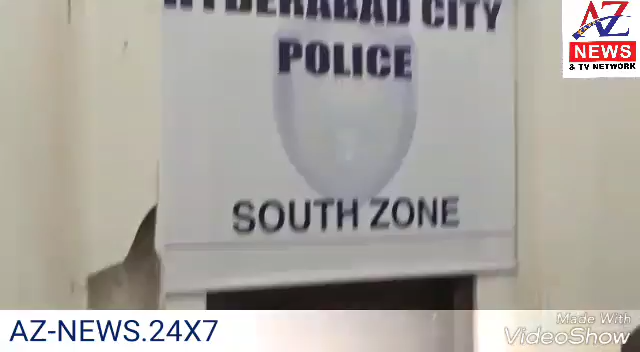 HYDERABAD CITY
POLICE
SOUTH ZONE
AZ
NEWS
& TV NETWORK
AZ-NEWS.24X7
Made With
VideoShow